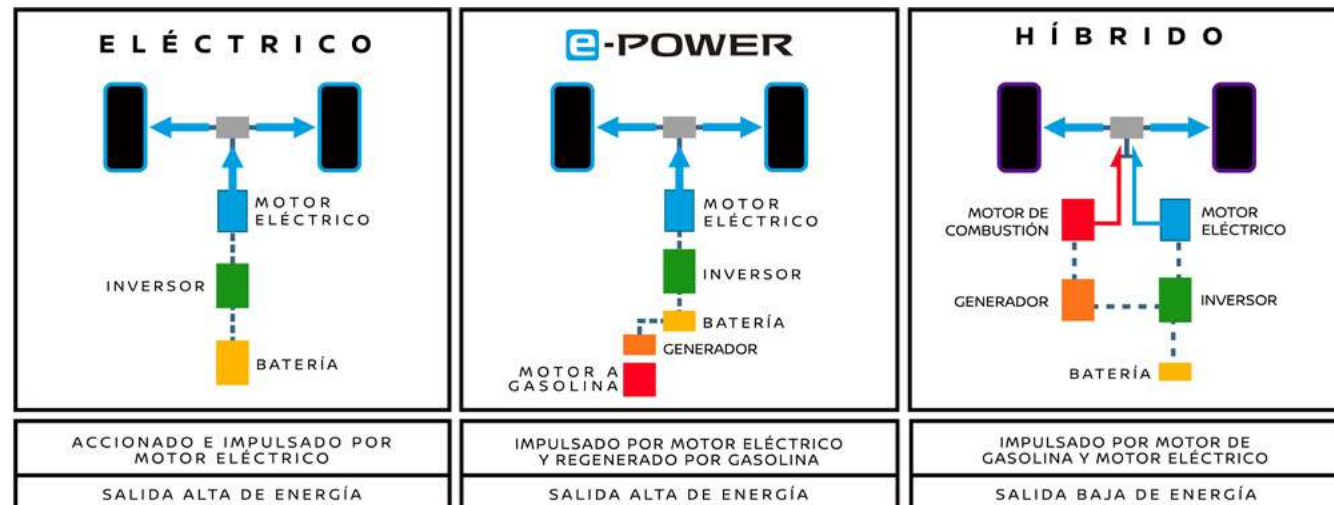 ELÉCTRICO
MOTOR
ELÉCTRICO
INVERSOR
BATERÍA
ACCIONADO E IMPULSADO POR
MOTOR ELÉCTRICO
SALIDA ALTA DE ENERGÍA
e-POWER
MOTOR
ELÉCTRICO
INVERSOR
BATERÍA
GENERADOR
MOTOR A
GASOLINA
IMPULSADO POR MOTOR ELÉCTRICO
Y REGENERADO POR GASOLINA
SALIDA ALTA DE ENERGÍA
HÍBRIDO
MOTOR DE
COMBUSTIÓN
MOTOR
ELÉCTRICO
GENERADOR
INVERSOR
BATERÍA
IMPULSADO POR MOTOR DE
GASOLINA Y MOTOR ELÉCTRICO
SALIDA BAJA DE ENERGÍA